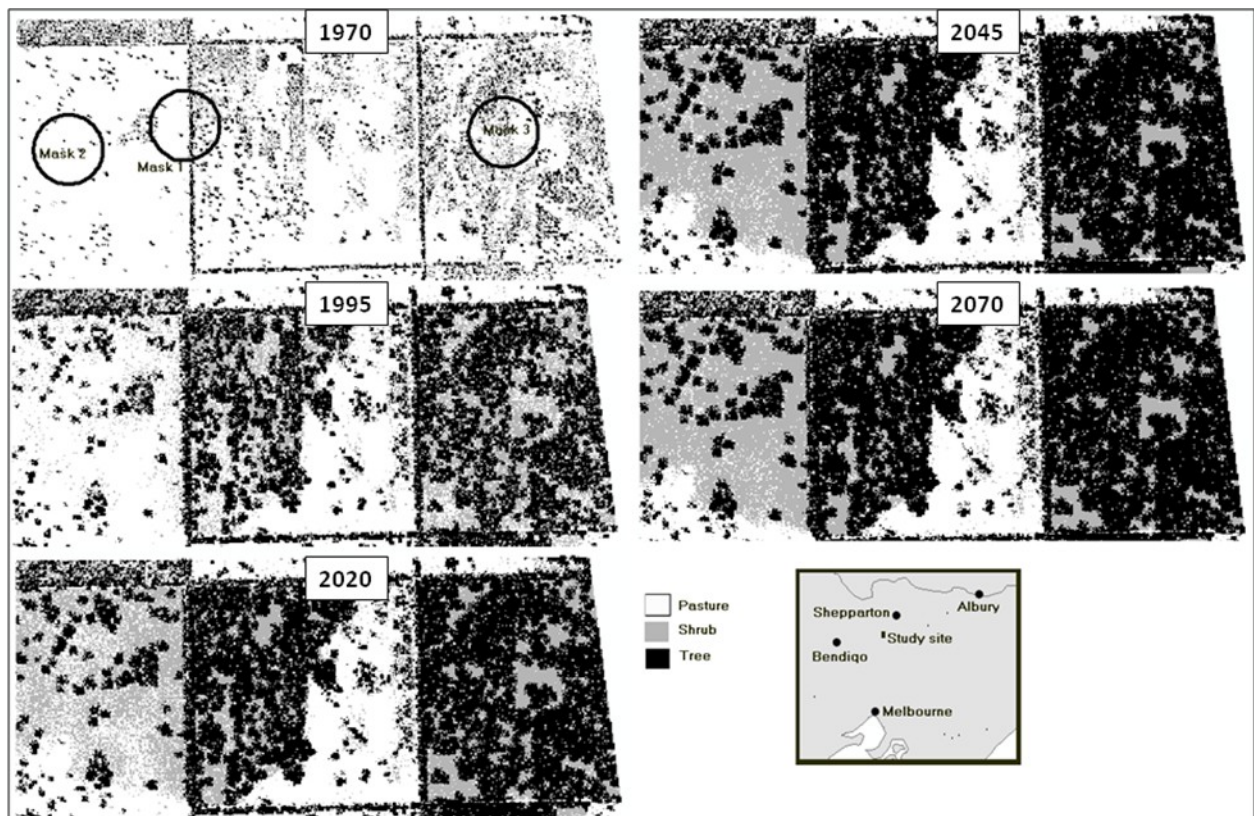 1970
Mask 2
Mask 1
Mask 3
1995
2020
2045
2070
Pasture
Shrub
Tree
Shepparton
Albury
Study site
Bendiqo
Melbourne